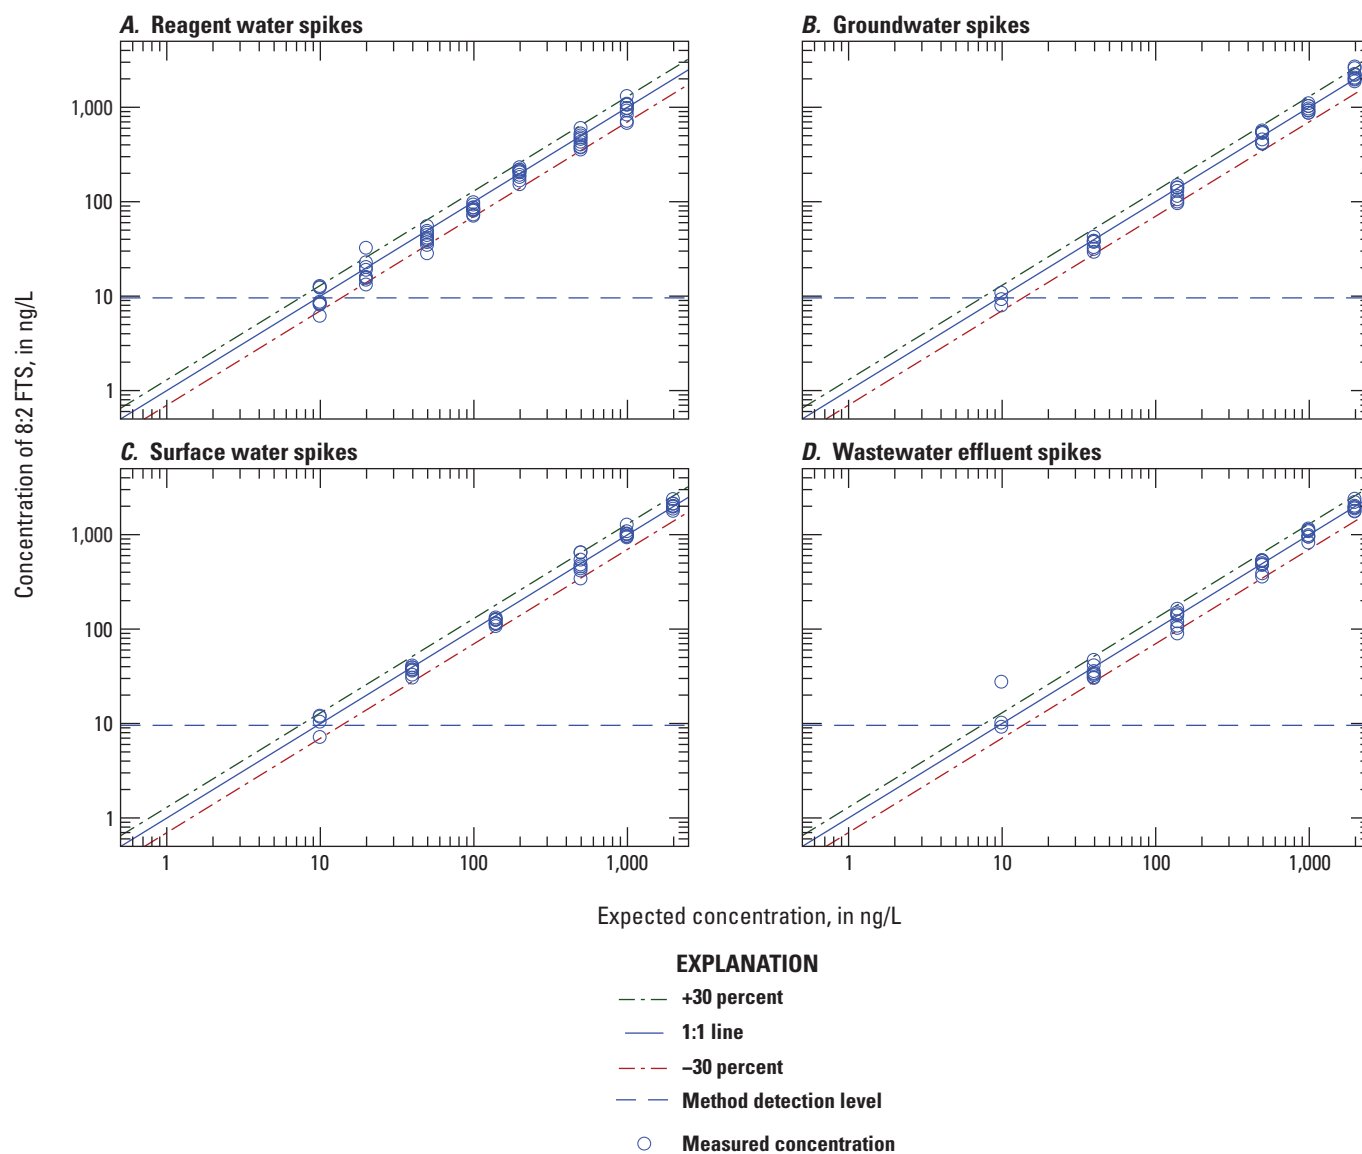 A. Reagent water spikes
B. Groundwater spikes
1,000
100
10
1
Concentration of 8:2 FTS, in ng/L
C. Surface water spikes
D. Wastewater effluent spikes
1,000
100
10
1
1 10 100 1,000
1 10 100 1,000
Expected concentration, in ng/L
EXPLANATION
+30 percent
1:1 line
–30 percent
Method detection level
Measured concentration